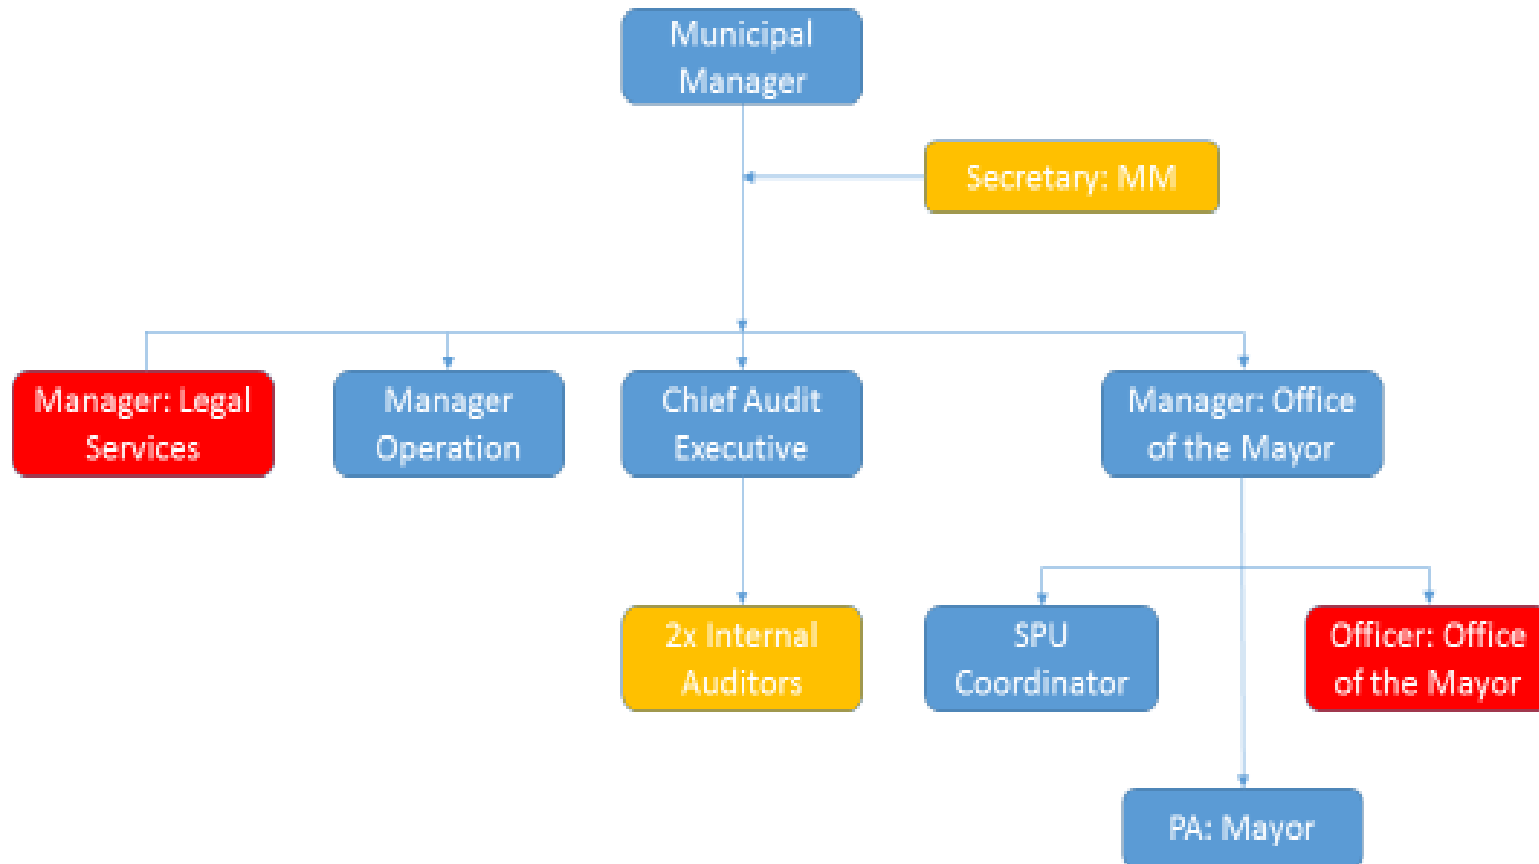 Municipal
Manager
Secretary: MM
Manager: Legal
Services
Manager
Operation
Chief Audit
Executive
Manager: Office
of the Mayor
2x Internal
Auditors
SPU
Coordinator
Officer: Office
of the Mayor
PA: Mayor